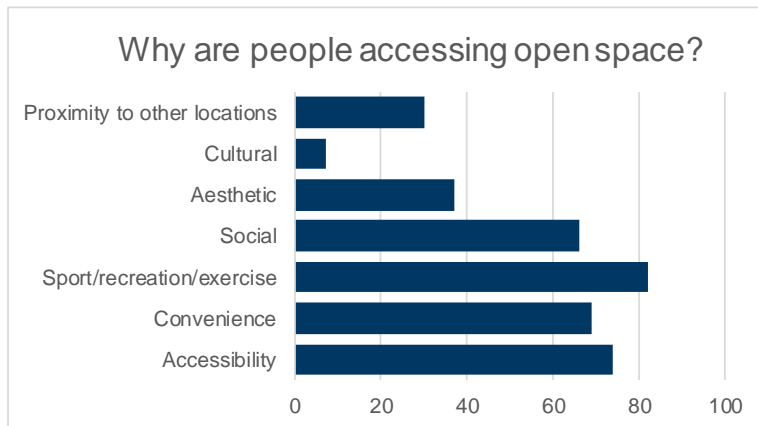 Why are people accessing open space?
Proximity to other locations
Cultural
Aesthetic
Social
Sport/recreation/exercise
Convenience
Accessibility
0 20 40 60 80 100